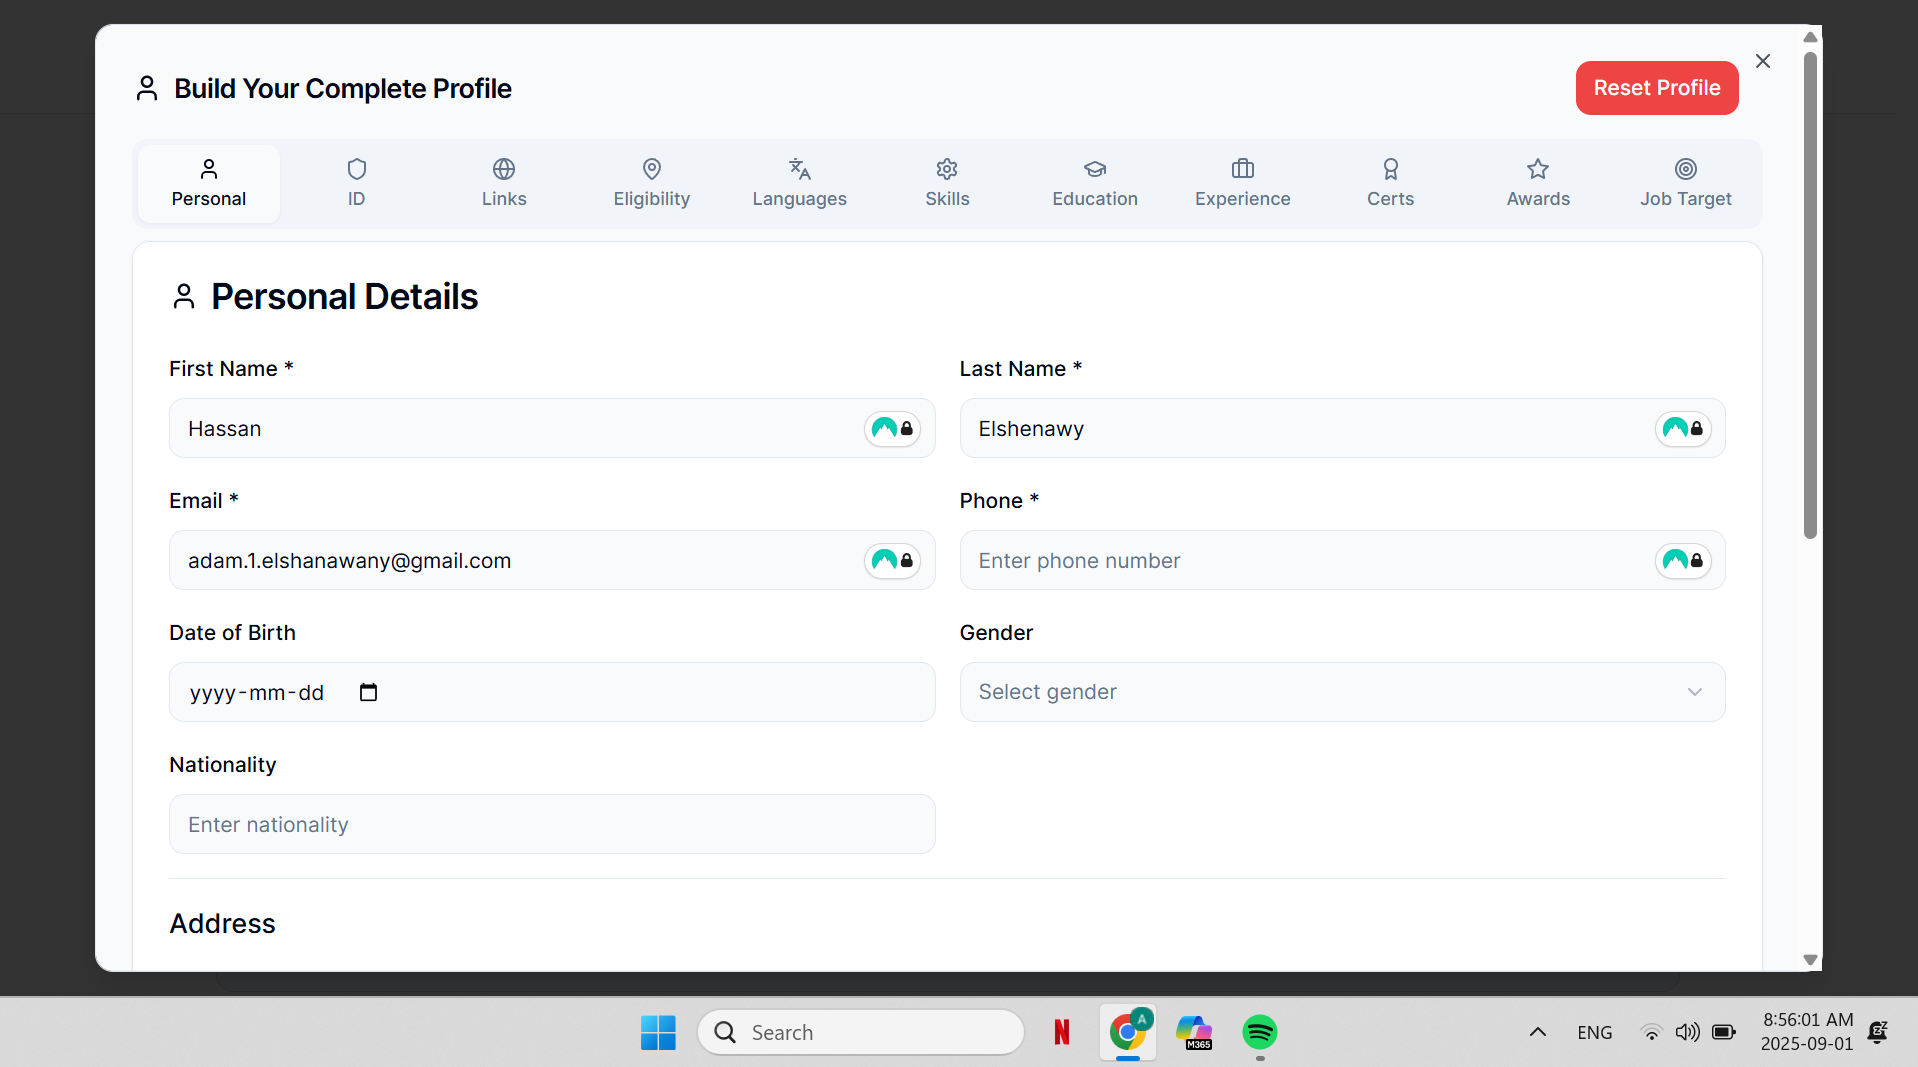 Build Your Complete Profile
Reset Profile
Personal
ID
Links
Eligibility
Languages
Skills
Education
Experience
Certs
Awards
Job Target
Personal Details
First Name *
Last Name *
Hassan
Elshenawy
Email *
Phone *
adam.1.elshanawany@gmail.com
Enter phone number
Date of Birth
Gender
yyyy-mm-dd
Select gender
Nationality
Enter nationality
Address
Search
N
A
M365
ENG
8:56:01 AM
2025-09-01